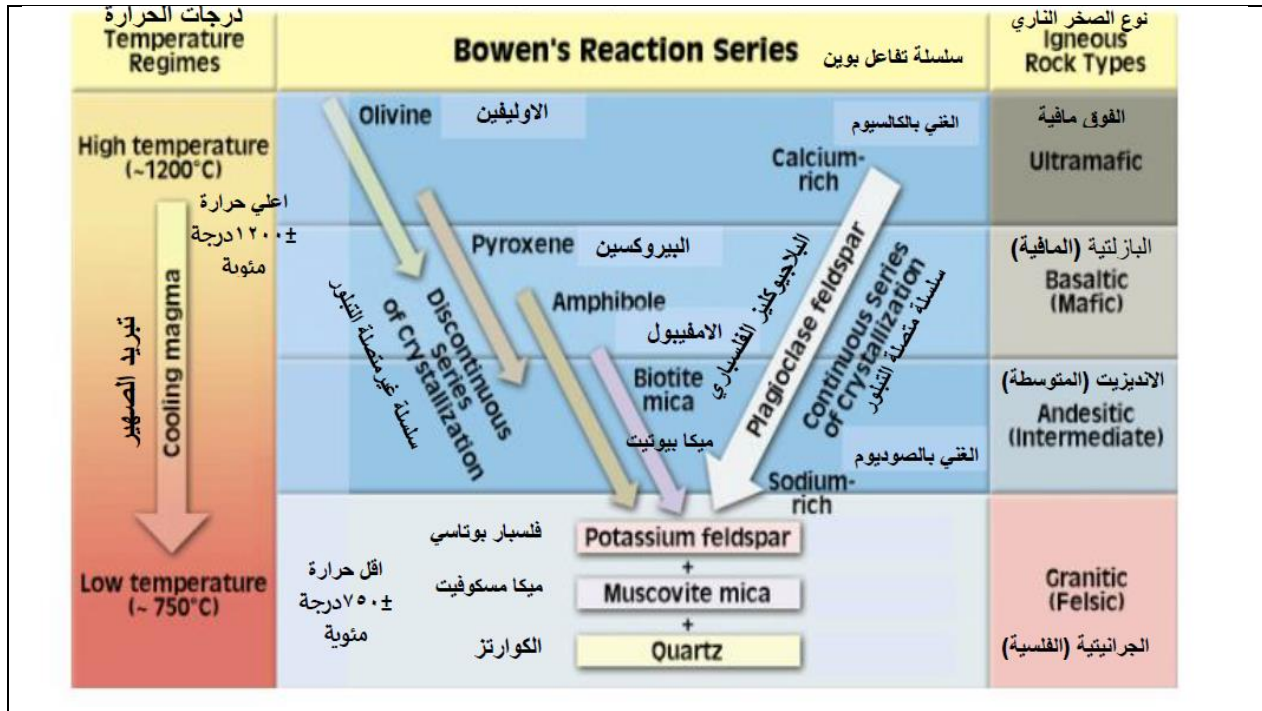 درجات الحرارة
Temperature
Regimes
Bowen's Reaction Series
سلسلة تفاعل بوين
نوع الصخر الناري
Igneous
Rock Types
High temperature
(~1200°C)
اعلي حرارة
±١٢٠٠درجة
مئوية
تبريد الصهير
Cooling magma
Low temperature
(~ 750°C)
اقل حرارة
±٧٥٠درجة
مئوية
Olivine
الاوليفين
Pyroxene
البيروكسين
Amphibole
الامفيبول
Biotite
mica
ميكا بيوتيت
Discontinuous
Series
of Crystallization
سلسلة غيرمتصلة التبلور
الغني بالكالسيوم
Calcium-
rich
البلاجيوكليز الفلسباري
Plagioclase feldspar
Continuous series
of Crystallization
سلسلة متصلة التبلور
الغني بالصوديوم
Sodium-
rich
فلسبار بوتاسي
Potassium feldspar
+
ميكا مسكوفيت
Muscovite mica
+
الكوارتز
Quartz
الفوق مافية
Ultramafic
البازلتية (المافية)
Basaltic
(Mafic)
الانديزيت (المتوسطة)
Andesitic
(Intermediate)
Granitic
(Felsic)
الجرانيتية (الفلسية)